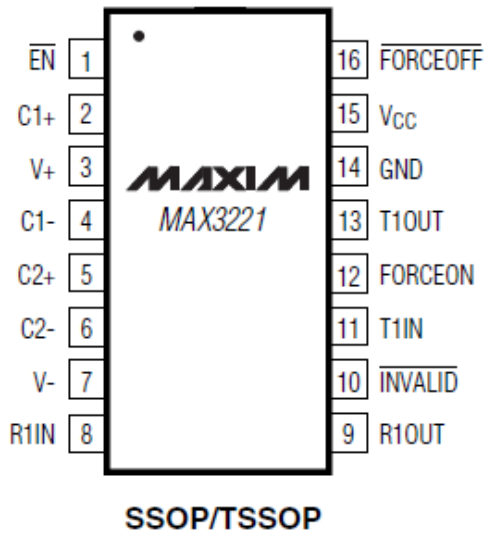 EN 1 16 FORCEOFF
C1+ 2 15 VCC
V+ 3 14 GND
MAXIM
C1- 4 MAX3221 13 T1OUT
C2+ 5 12 FORCEON
C2- 6 11 T1IN
V- 7 10 INVALID
R1IN 8 9 R1OUT
SSOP/TSSOP